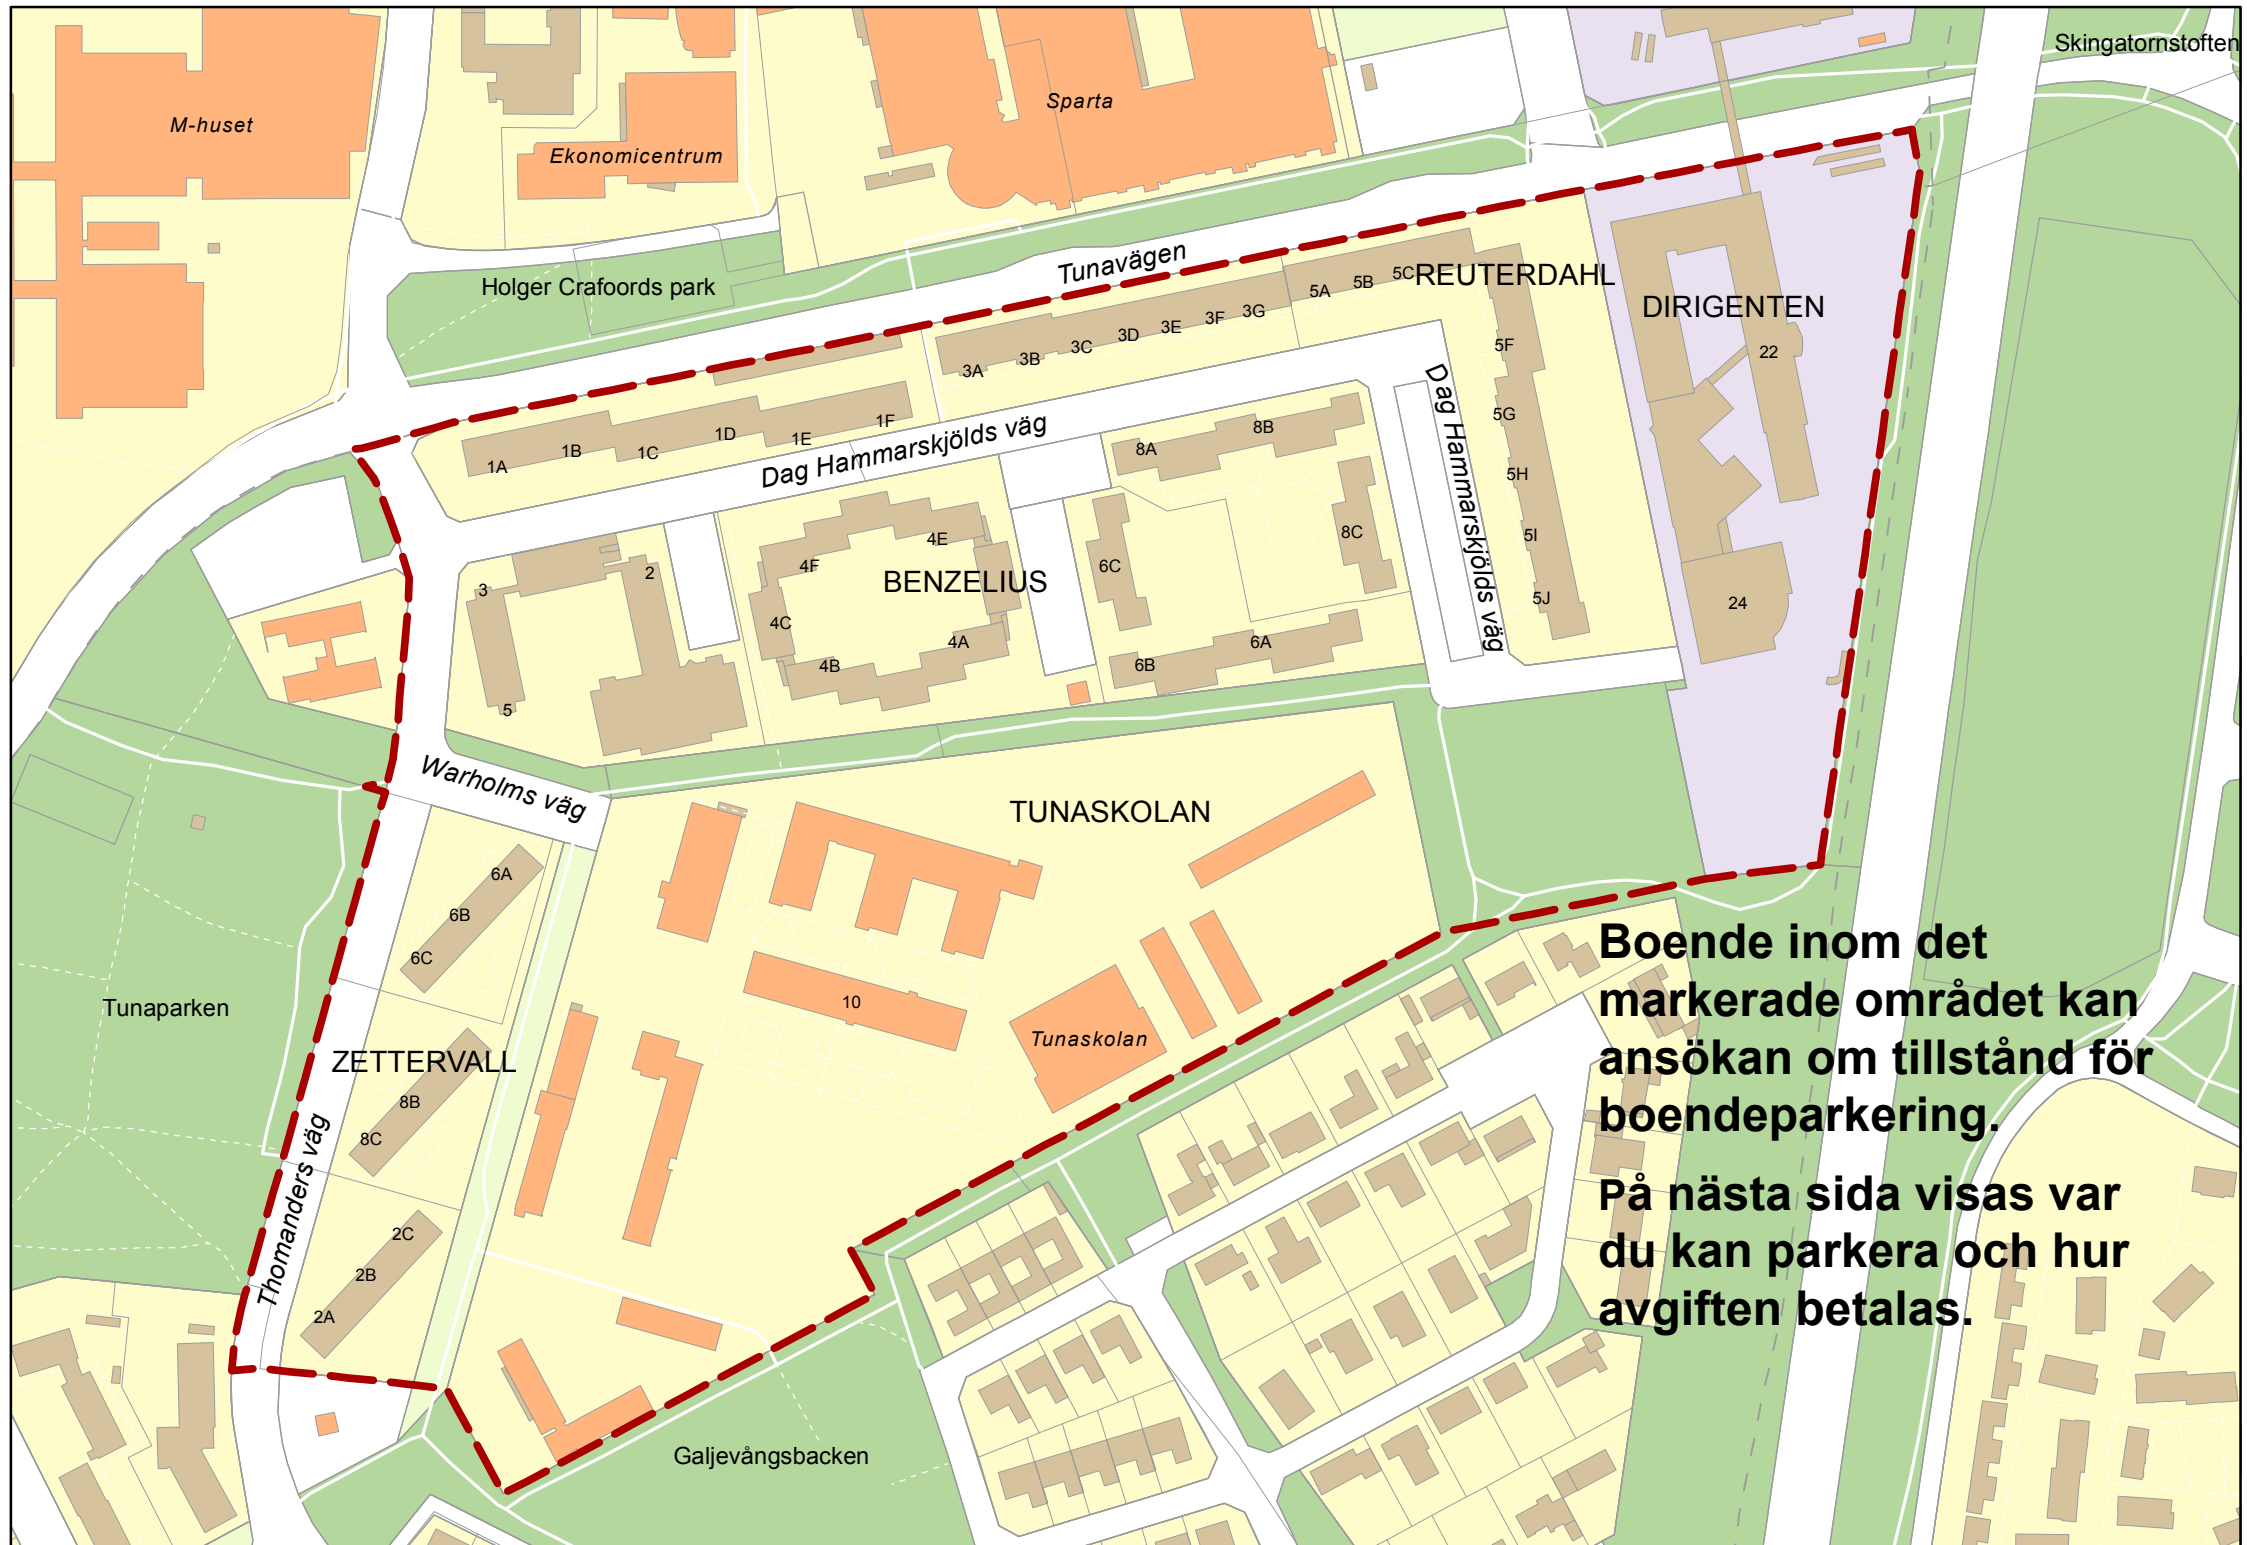 Skingatornstoften
M-huset
Sparta
Ekonomicentrum
Holger Crafoords park
Tunavägen
REUTERDAHL
DIRIGENTEN
5A
5B
5C
3A
3B
3C
3D
3E
3F
3G
22
5F
5G
5H
5I
5J
24
1A
1B
1C
1D
1E
1F
Dag Hammarskjölds väg
Dag Hammarskjölds väg
8A
8B
8C
6C
6B
6A
BENZELIUS
4F
4E
4C
4B
4A
3
2
5
Warholms väg
TUNASKOLAN
6A
6B
6C
10
Tunaskolan
Tunaparken
ZETTERVALL
8B
8C
Thomanders väg
2C
2B
2A
Galjevångsbacken
Boende inom det
markerade området kan
ansökan om tillstånd för
boendeparkering.
På nästa sida visas var
du kan parkera och hur
avgiften betalas.